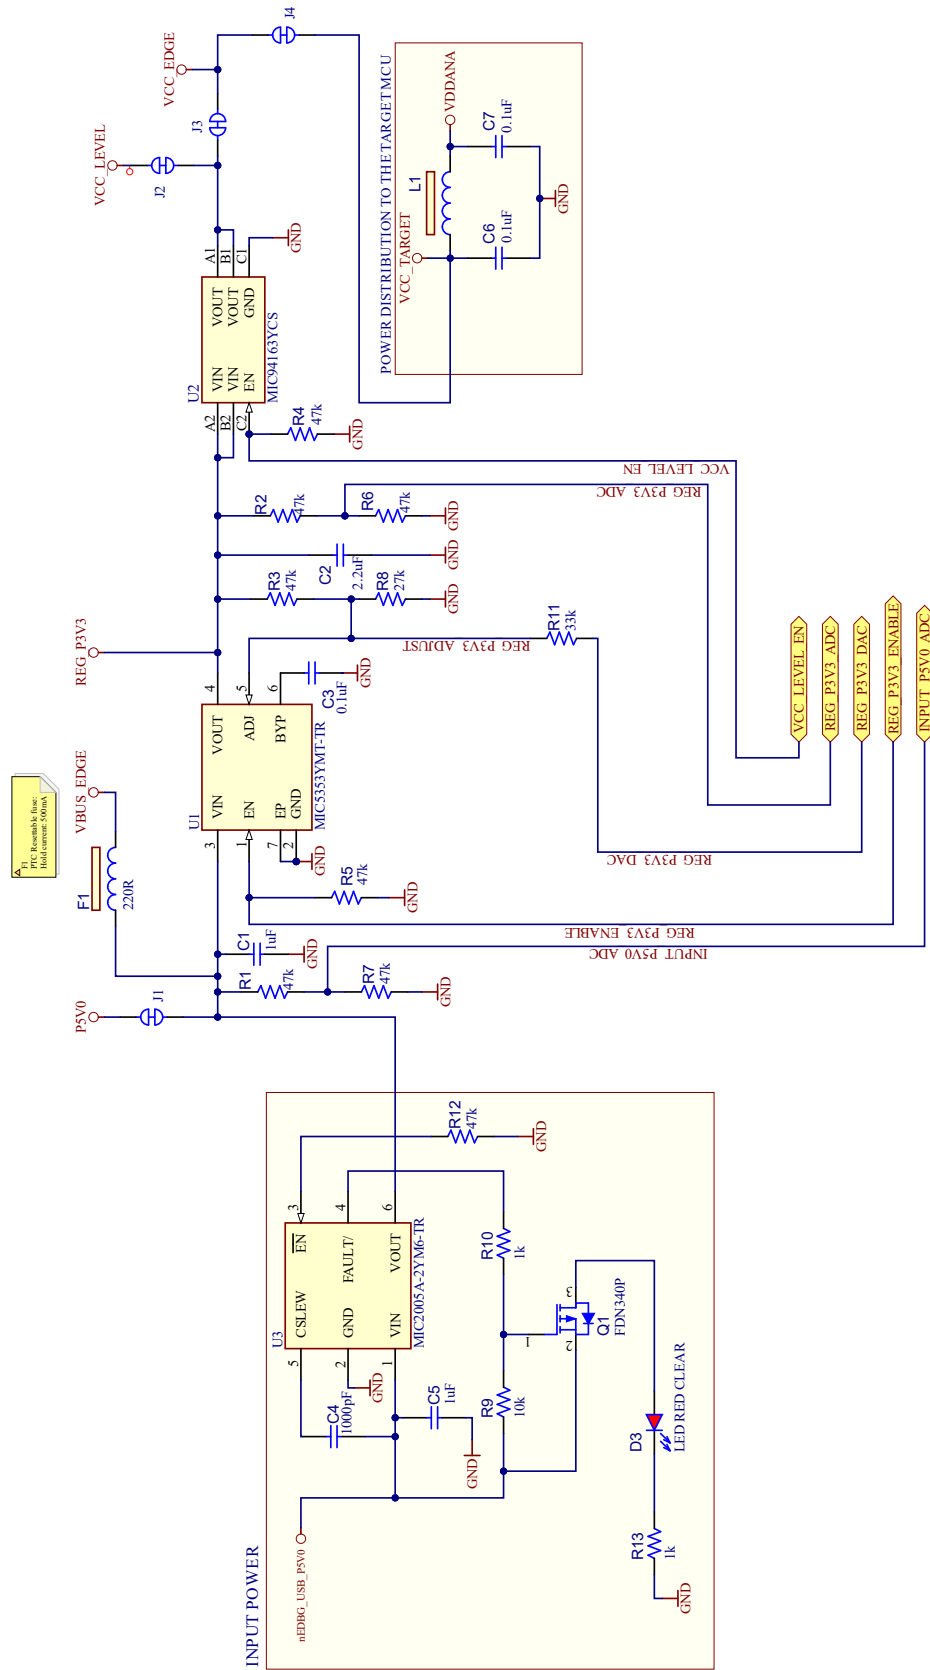 INPUT POWER
nEDBG_USB_P5V0
GND
R13
1k
D3
LED RED CLEAR
Q1
FDN340P
1
2
3
R9
10k
R10
1k
C5
1uF
GND
C4
1000pF
GND
U3
CSLEW
GND
VIN
EN
FAULT/
VOUT
5
2
1
3
4
6
MIC2005A-2YM6-TR
R12
47k
GND
P5V0
J1
R1
47k
R7
47k
GND
C1
1uF
GND
F1
220R
VBUS_EDGE
F1
PTC Resettable fuse:
Hold current: 500mA
R5
47k
GND
GND
U1
VIN
EN
EP
GND
VOUT
ADJ
BYP
3
1
7
2
4
5
6
MIC5353YMT-TR
REG_P3V3
C3
0.1uF
GND
R3
47k
R8
27k
GND
C2
2.2uF
GND
R2
47k
R6
47k
GND
R11
33k
R4
47k
GND
U2
VIN
VIN
EN
VOUT
VOUT
GND
A2
B2
C2
A1
B1
C1
MIC94163YCS
GND
VCC_LEVEL
J2
J3
VCC_EDGE
J4
POWER DISTRIBUTION TO THE TARGET MCU
VCC_TARGET
L1
VDDANA
C6
0.1uF
C7
0.1uF
GND
VCC_LEVEL_EN
REG_P3V3_ADC
REG_P3V3_ADJUST
REG_P3V3_DAC
REG_P3V3_ENABLE
INPUT_P5V0_ADC
VCC_LEVEL_EN
REG_P3V3_ADC
REG_P3V3_DAC
REG_P3V3_ENABLE
INPUT_P5V0_ADC